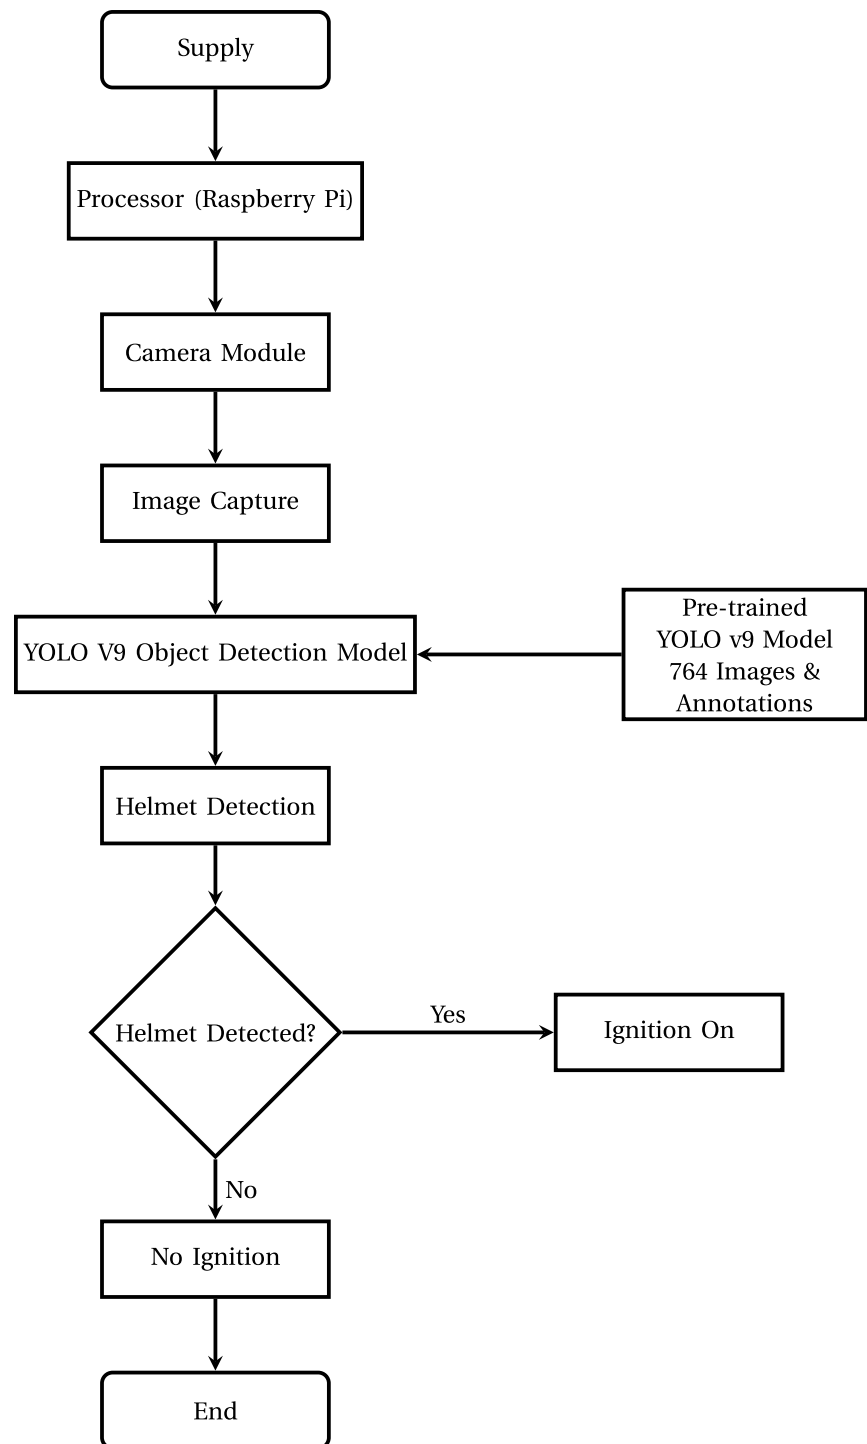 Supply
Processor (Raspberry Pi)
Camera Module
Image Capture
YOLO V9 Object Detection Model
Pre-trained
YOLO v9 Model
764 Images &
Annotations
Helmet Detection
Helmet Detected?
Yes
Ignition On
No
No Ignition
End